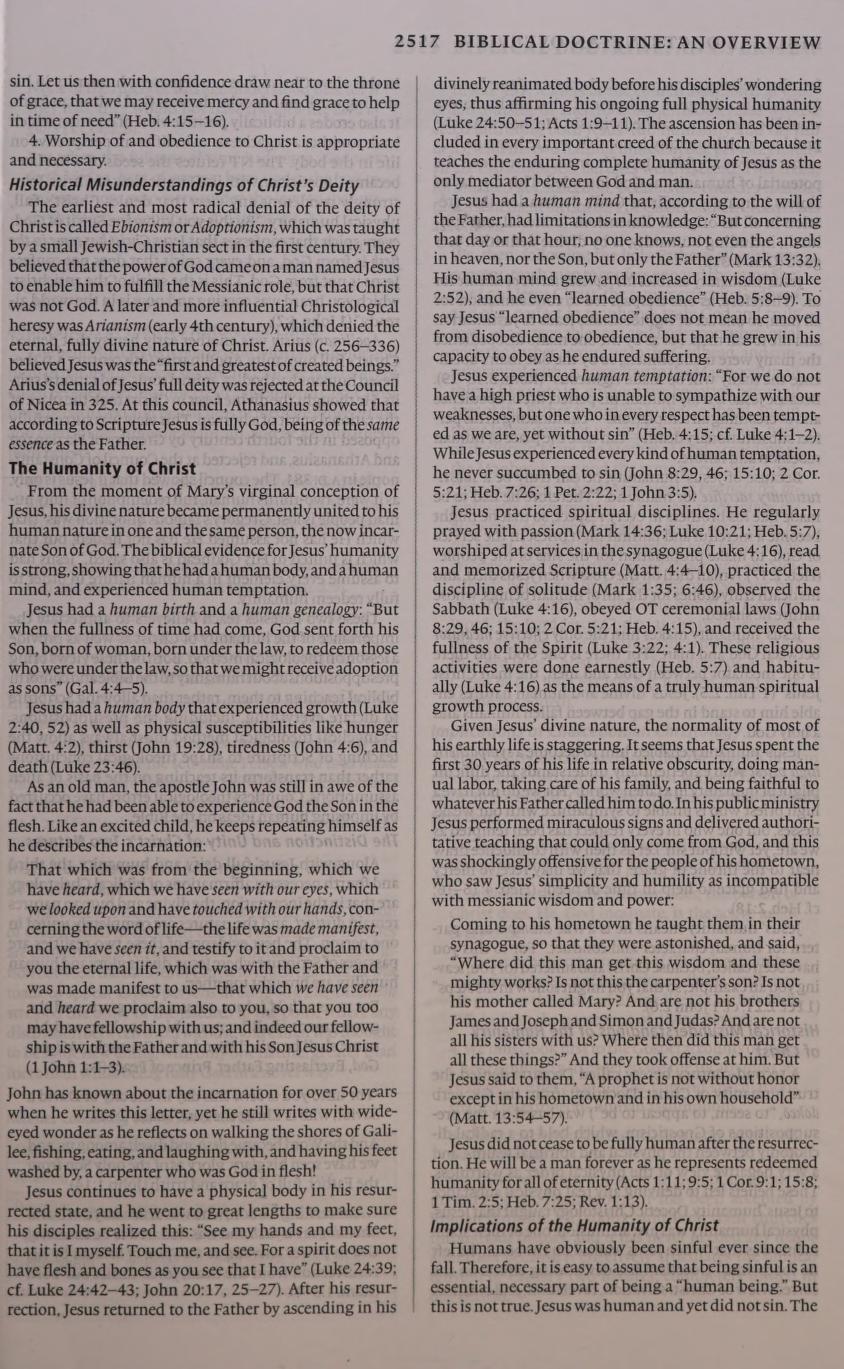 2517 BIBLICAL DOCTRINE: AN OVERVIEW
sin. Let us then with confidence draw near to the throne
of grace, that we may receive mercy and find grace to help
in time of need” (Heb. 4:15–16).
4. Worship of and obedience to Christ is appropriate
and necessary.
Historical Misunderstandings of Christ’s Deity
The earliest and most radical denial of the deity of
Christ is called Ebionism or Adoptionism, which was taught
by a small Jewish-Christian sect in the first century. They
believed that the power of God came on a man named Jesus
to enable him to fulfill the Messianic role, but that Christ
was not God. A later and more influential Christological
heresy was Arianism (early 4th century), which denied the
eternal, fully divine nature of Christ. Arius (c. 256–336)
believed Jesus was the “first and greatest of created beings.”
Arius’s denial of Jesus’ full deity was rejected at the Council
of Nicea in 325. At this council, Athanasius showed that
according to Scripture Jesus is fully God, being of the same
essence as the Father.
The Humanity of Christ
From the moment of Mary’s virginal conception of
Jesus, his divine nature became permanently united to his
human nature in one and the same person, the now incar-
nate Son of God. The biblical evidence for Jesus’ humanity
is strong, showing that he had a human body, and a human
mind, and experienced human temptation.
Jesus had a human birth and a human genealogy: “But
when the fullness of time had come, God sent forth his
Son, born of woman, born under the law, to redeem those
who were under the law, so that we might receive adoption
as sons” (Gal. 4:4–5).
Jesus had a human body that experienced growth (Luke
2:40, 52) as well as physical susceptibilities like hunger
(Matt. 4:2), thirst (John 19:28), tiredness (John 4:6), and
death (Luke 23:46).
As an old man, the apostle John was still in awe of the
fact that he had been able to experience God the Son in the
flesh. Like an excited child, he keeps repeating himself as
he describes the incarnation:
That which was from the beginning, which we
have heard, which we have seen with our eyes, which
we looked upon and have touched with our hands, con-
cerning the word of life—the life was made manifest,
and we have seen it, and testify to it and proclaim to
you the eternal life, which was with the Father and
was made manifest to us—that which we have seen
and heard we proclaim also to you, so that you too
may have fellowship with us; and indeed our fellow-
ship is with the Father and with his Son Jesus Christ
(1 John 1:1–3).
John has known about the incarnation for over 50 years
when he writes this letter, yet he still writes with wide-
eyed wonder as he reflects on walking the shores of Gali-
lee, fishing, eating, and laughing with, and having his feet
washed by, a carpenter who was God in flesh!
Jesus continues to have a physical body in his resur-
rected state, and he went to great lengths to make sure
his disciples realized this: “See my hands and my feet,
that it is I myself. Touch me, and see. For a spirit does not
have flesh and bones as you see that I have” (Luke 24:39;
cf. Luke 24:42–43; John 20:17, 25–27). After his resur-
rection, Jesus returned to the Father by ascending in his
divinely reanimated body before his disciples’ wondering
eyes, thus affirming his ongoing full physical humanity
(Luke 24:50–51; Acts 1:9–11). The ascension has been in-
cluded in every important creed of the church because it
teaches the enduring complete humanity of Jesus as the
only mediator between God and man.
Jesus had a human mind that, according to the will of
the Father, had limitations in knowledge: “But concerning
that day or that hour, no one knows, not even the angels
in heaven, nor the Son, but only the Father” (Mark 13:32).
His human mind grew and increased in wisdom (Luke
2:52), and he even “learned obedience” (Heb. 5:8–9). To
say Jesus “learned obedience” does not mean he moved
from disobedience to obedience, but that he grew in his
capacity to obey as he endured suffering.
Jesus experienced human temptation: “For we do not
have a high priest who is unable to sympathize with our
weaknesses, but one who in every respect has been tempt-
ed as we are, yet without sin” (Heb. 4:15; cf. Luke 4:1–2).
While Jesus experienced every kind of human temptation,
he never succumbed to sin (John 8:29, 46; 15:10; 2 Cor.
5:21; Heb. 7:26; 1 Pet. 2:22; 1 John 3:5).
Jesus practiced spiritual disciplines. He regularly
prayed with passion (Mark 14:36; Luke 10:21; Heb. 5:7),
worshiped at services in the synagogue (Luke 4:16), read
and memorized Scripture (Matt. 4:4–10), practiced the
discipline of solitude (Mark 1:35; 6:46), observed the
Sabbath (Luke 4:16), obeyed OT ceremonial laws (John
8:29, 46; 15:10; 2 Cor. 5:21; Heb. 4:15), and received the
fullness of the Spirit (Luke 3:22; 4:1). These religious
activities were done earnestly (Heb. 5:7) and habitu-
ally (Luke 4:16) as the means of a truly human spiritual
growth process.
Given Jesus’ divine nature, the normality of most of
his earthly life is staggering. It seems that Jesus spent the
first 30 years of his life in relative obscurity, doing man-
ual labor, taking care of his family, and being faithful to
whatever his Father called him to do. In his public ministry
Jesus performed miraculous signs and delivered authori-
tative teaching that could only come from God, and this
was shockingly offensive for the people of his hometown,
who saw Jesus’ simplicity and humility as incompatible
with messianic wisdom and power:
Coming to his hometown he taught them in their
synagogue, so that they were astonished, and said,
“Where did this man get this wisdom and these
mighty works? Is not this the carpenter’s son? Is not
his mother called Mary? And are not his brothers
James and Joseph and Simon and Judas? And are not
all his sisters with us? Where then did this man get
all these things?” And they took offense at him. But
Jesus said to them, “A prophet is not without honor
except in his hometown and in his own household”
(Matt. 13:54–57).
Jesus did not cease to be fully human after the resurrec-
tion. He will be a man forever as he represents redeemed
humanity for all of eternity (Acts 1:11; 9:5; 1 Cor. 9:1; 15:8;
1 Tim. 2:5; Heb. 7:25; Rev. 1:13).
Implications of the Humanity of Christ
Humans have obviously been sinful ever since the
fall. Therefore, it is easy to assume that being sinful is an
essential, necessary part of being a “human being.” But
this is not true. Jesus was human and yet did not sin. The